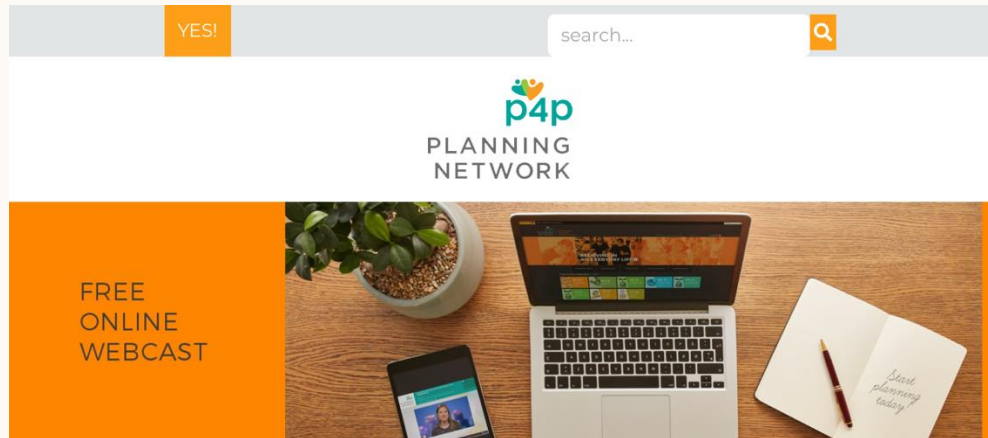 YES!
search...
p4p
PLANNING
NETWORK
FREE
ONLINE
WEBCAST
Start
planning
today!